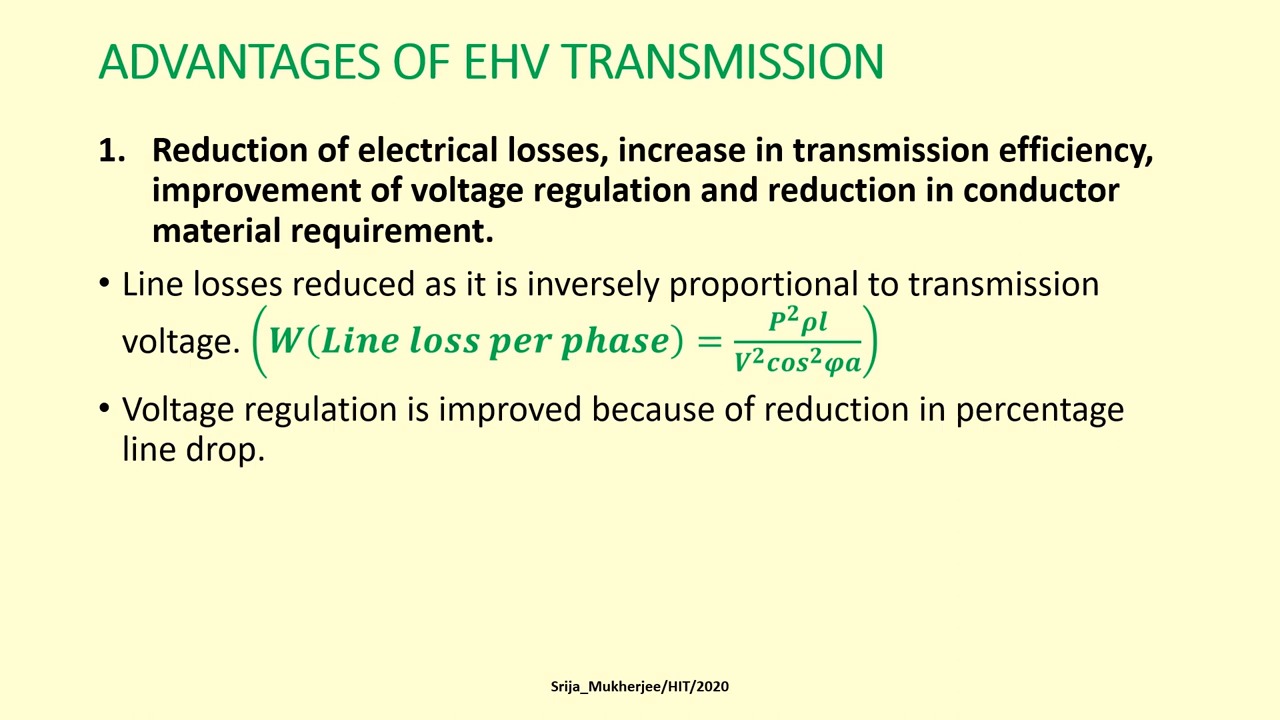 ADVANTAGES OF EHV TRANSMISSION
1. Reduction of electrical losses, increase in transmission efficiency,
improvement of voltage regulation and reduction in conductor
material requirement.
• Line losses reduced as it is inversely proportional to transmission
voltage. (W(Line loss per phase) = P²ρl / V²cos²φa)
• Voltage regulation is improved because of reduction in percentage
line drop.
Srija_Mukherjee/HIT/2020